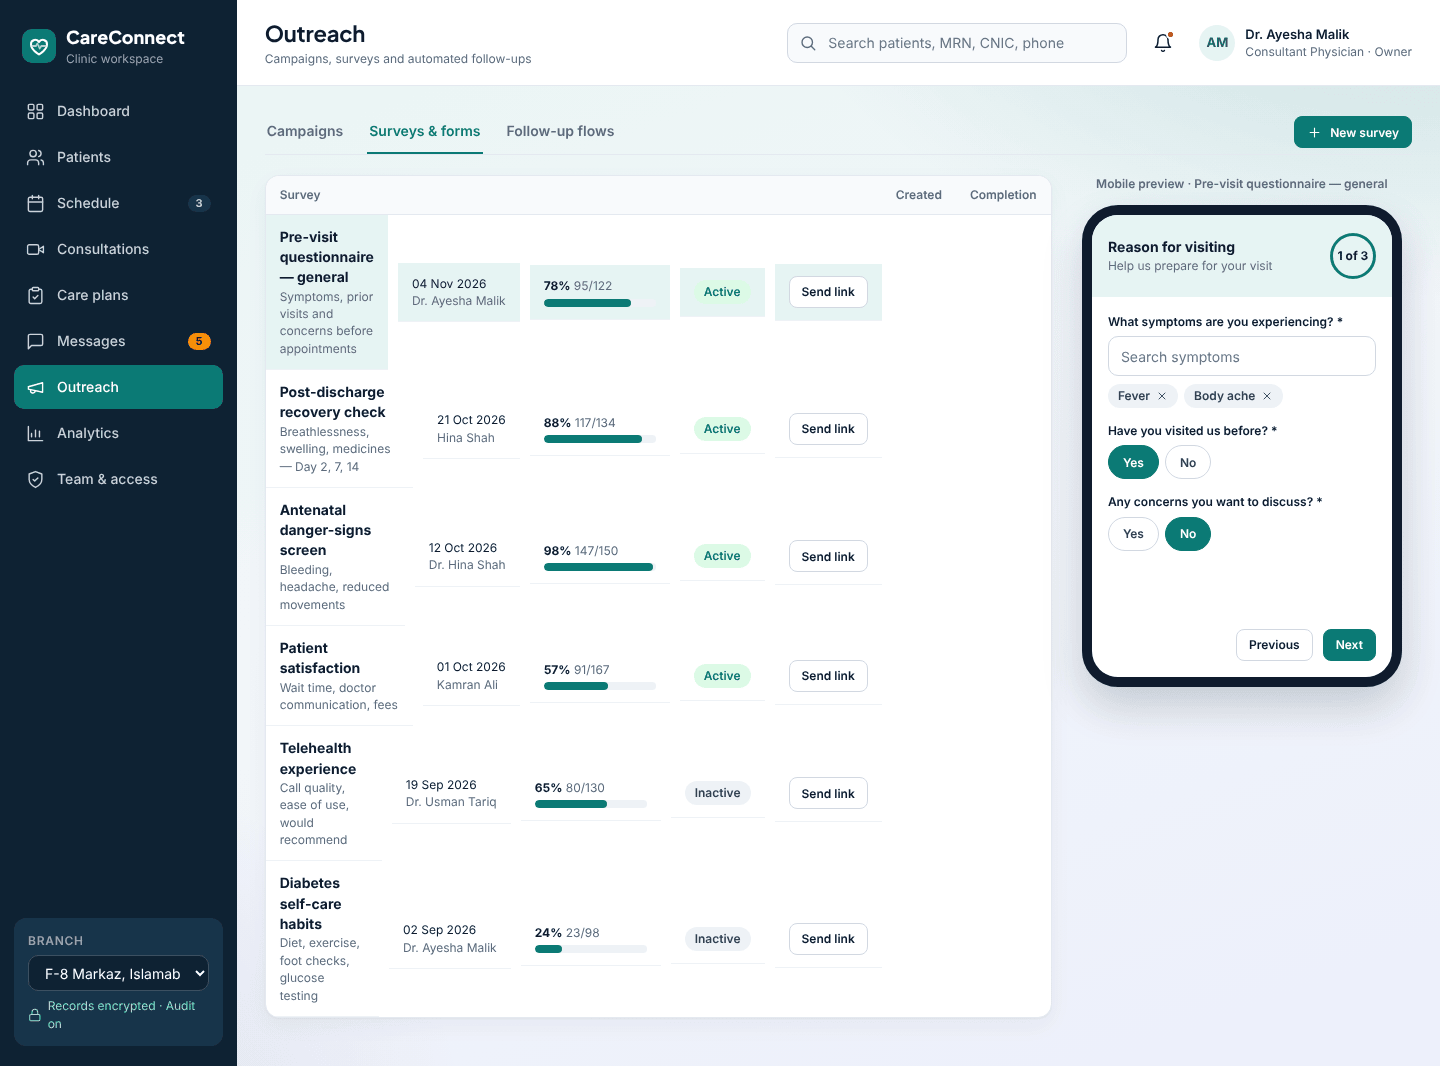 CareConnect
Clinic workspace
Dashboard
Patients
Schedule 3
Consultations
Care plans
Messages 5
Outreach
Analytics
Team & access
BRANCH
F-8 Markaz, Islamab
Records encrypted · Audit
on
Outreach
Campaigns, surveys and automated follow-ups
Search patients, MRN, CNIC, phone
AM
Dr. Ayesha Malik
Consultant Physician · Owner
Campaigns Surveys & forms Follow-up flows
New survey
Survey Created Completion
Pre-visit
questionnaire
— general
Symptoms, prior
visits and
concerns before
appointments
04 Nov 2026
Dr. Ayesha Malik
78% 95/122
Active
Send link
Post-discharge
recovery check
Breathlessness,
swelling, medicines
— Day 2, 7, 14
21 Oct 2026
Hina Shah
88% 117/134
Active
Send link
Antenatal
danger-signs
screen
Bleeding,
headache, reduced
movements
12 Oct 2026
Dr. Hina Shah
98% 147/150
Active
Send link
Patient
satisfaction
Wait time, doctor
communication, fees
01 Oct 2026
Kamran Ali
57% 91/167
Active
Send link
Telehealth
experience
Call quality,
ease of use,
would
recommend
19 Sep 2026
Dr. Usman Tariq
65% 80/130
Inactive
Send link
Diabetes
self-care
habits
Diet, exercise,
foot checks,
glucose
testing
02 Sep 2026
Dr. Ayesha Malik
24% 23/98
Inactive
Send link
Mobile preview · Pre-visit questionnaire — general
Reason for visiting
Help us prepare for your visit
1 of 3
What symptoms are you experiencing? *
Search symptoms
Fever Body ache
Have you visited us before? *
Yes No
Any concerns you want to discuss? *
Yes No
Previous Next